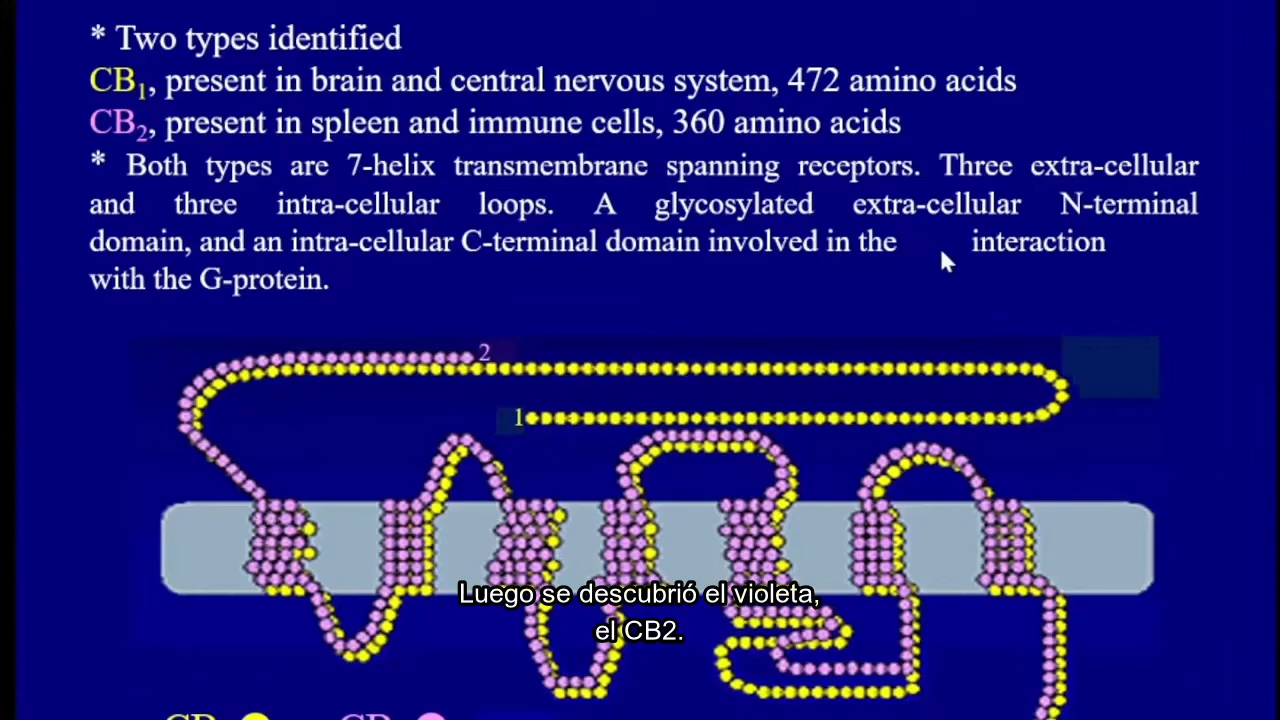 * Two types identified
CB1, present in brain and central nervous system, 472 amino acids
CB2, present in spleen and immune cells, 360 amino acids
* Both types are 7-helix transmembrane spanning receptors. Three extra-cellular
and three intra-cellular loops. A glycosylated extra-cellular N-terminal
domain, and an intra-cellular C-terminal domain involved in the interaction
with the G-protein.
2
1
Luego se descubrió el violeta,
el CB2.